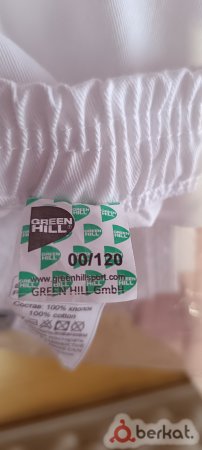 GREEN
HILL
00/120
www.greenhillsport.com
GREEN HILL GmbH
Состав: 100% хлопок
100% cotton
berkat.